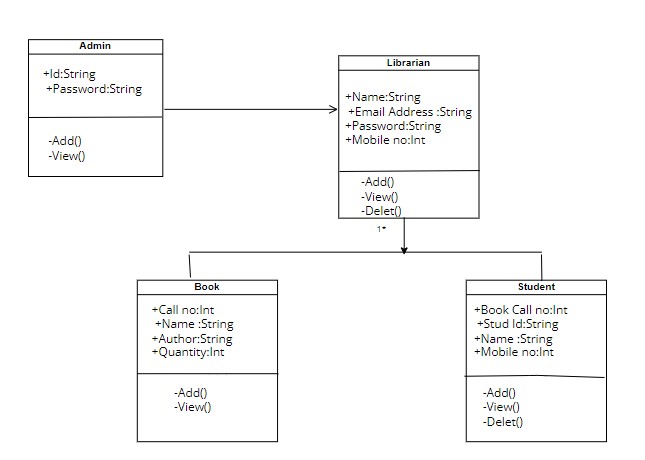 Admin
+Id:String
+Password:String
-Add()
-View()
Librarian
+Name:String
+Email Address :String
+Password:String
+Mobile no:Int
-Add()
-View()
-Delet()
1*
Book
+Call no:Int
+Name :String
+Author:String
+Quantity:Int
-Add()
-View()
Student
+Book Call no:Int
+Stud Id:String
+Name :String
+Mobile no:Int
-Add()
-View()
-Delet()